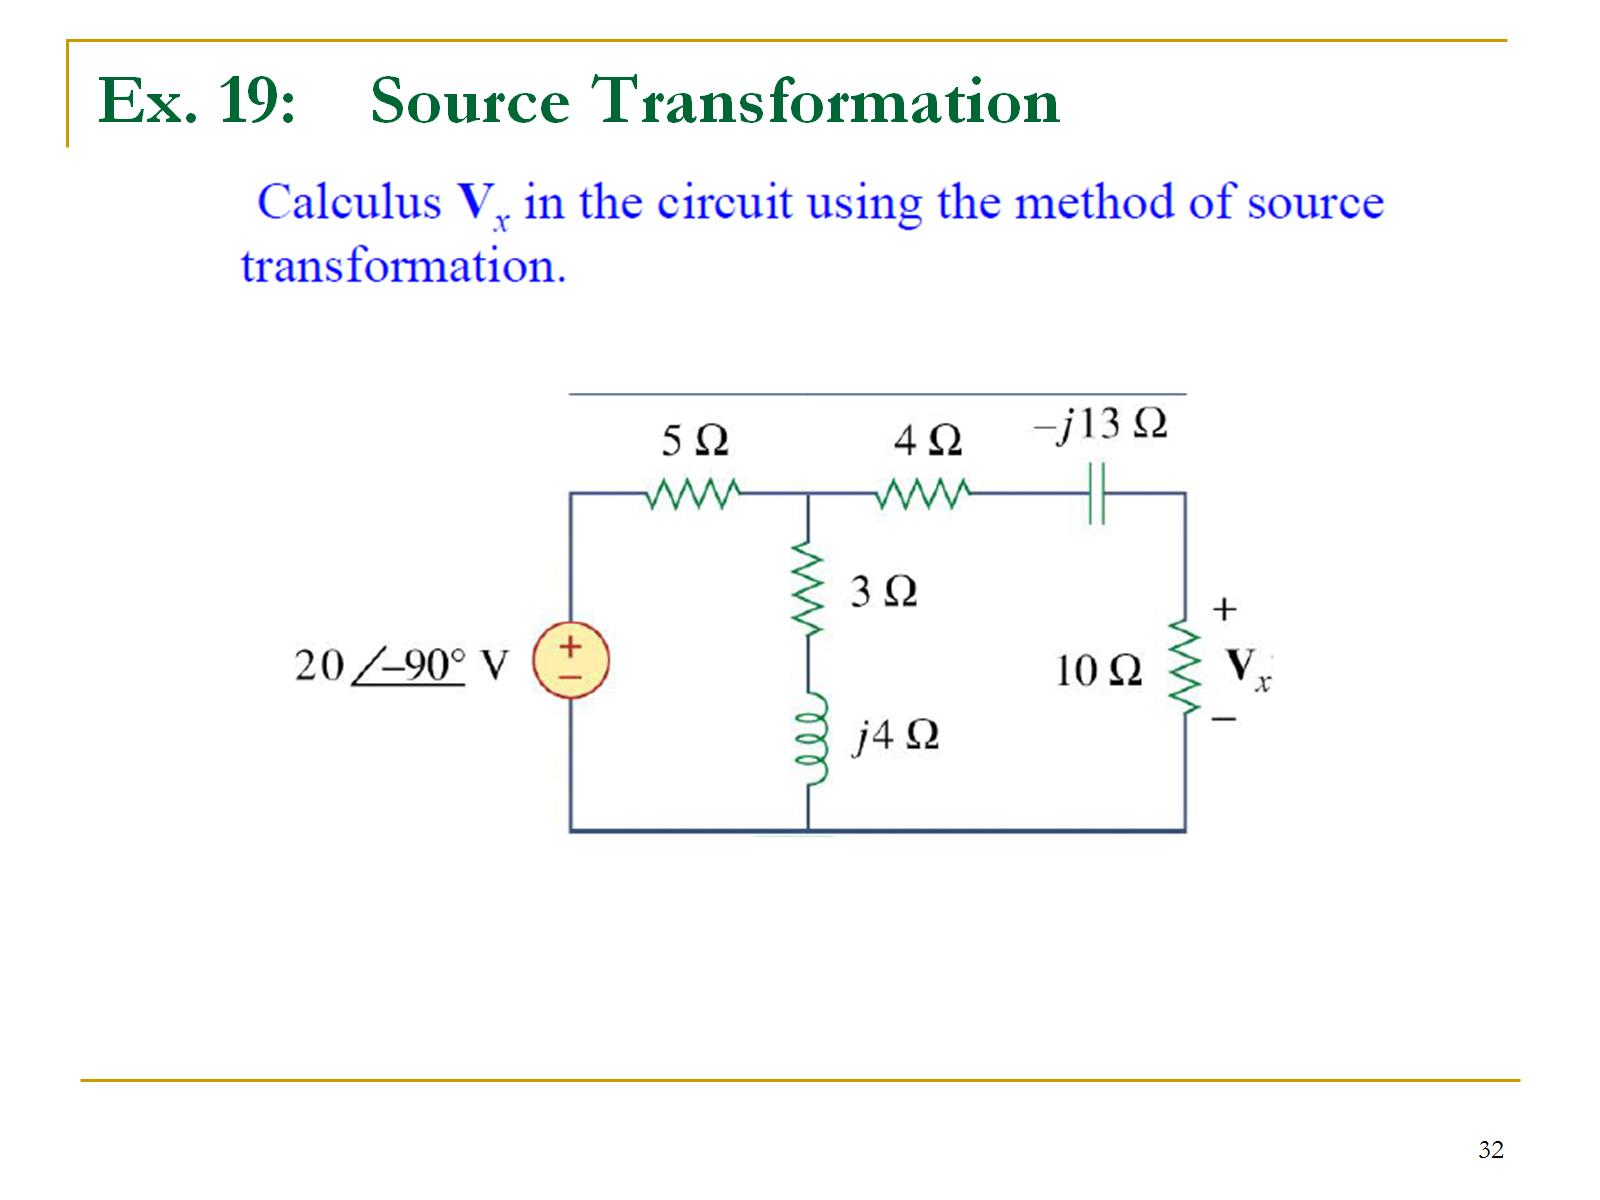 Ex. 19: Source Transformation
Calculus Vx in the circuit using the method of source
transformation.
5 Ω
4 Ω
–j13 Ω
3 Ω
+
20 ∠–90° V
+
–
10 Ω
Vx
–
j4 Ω
32